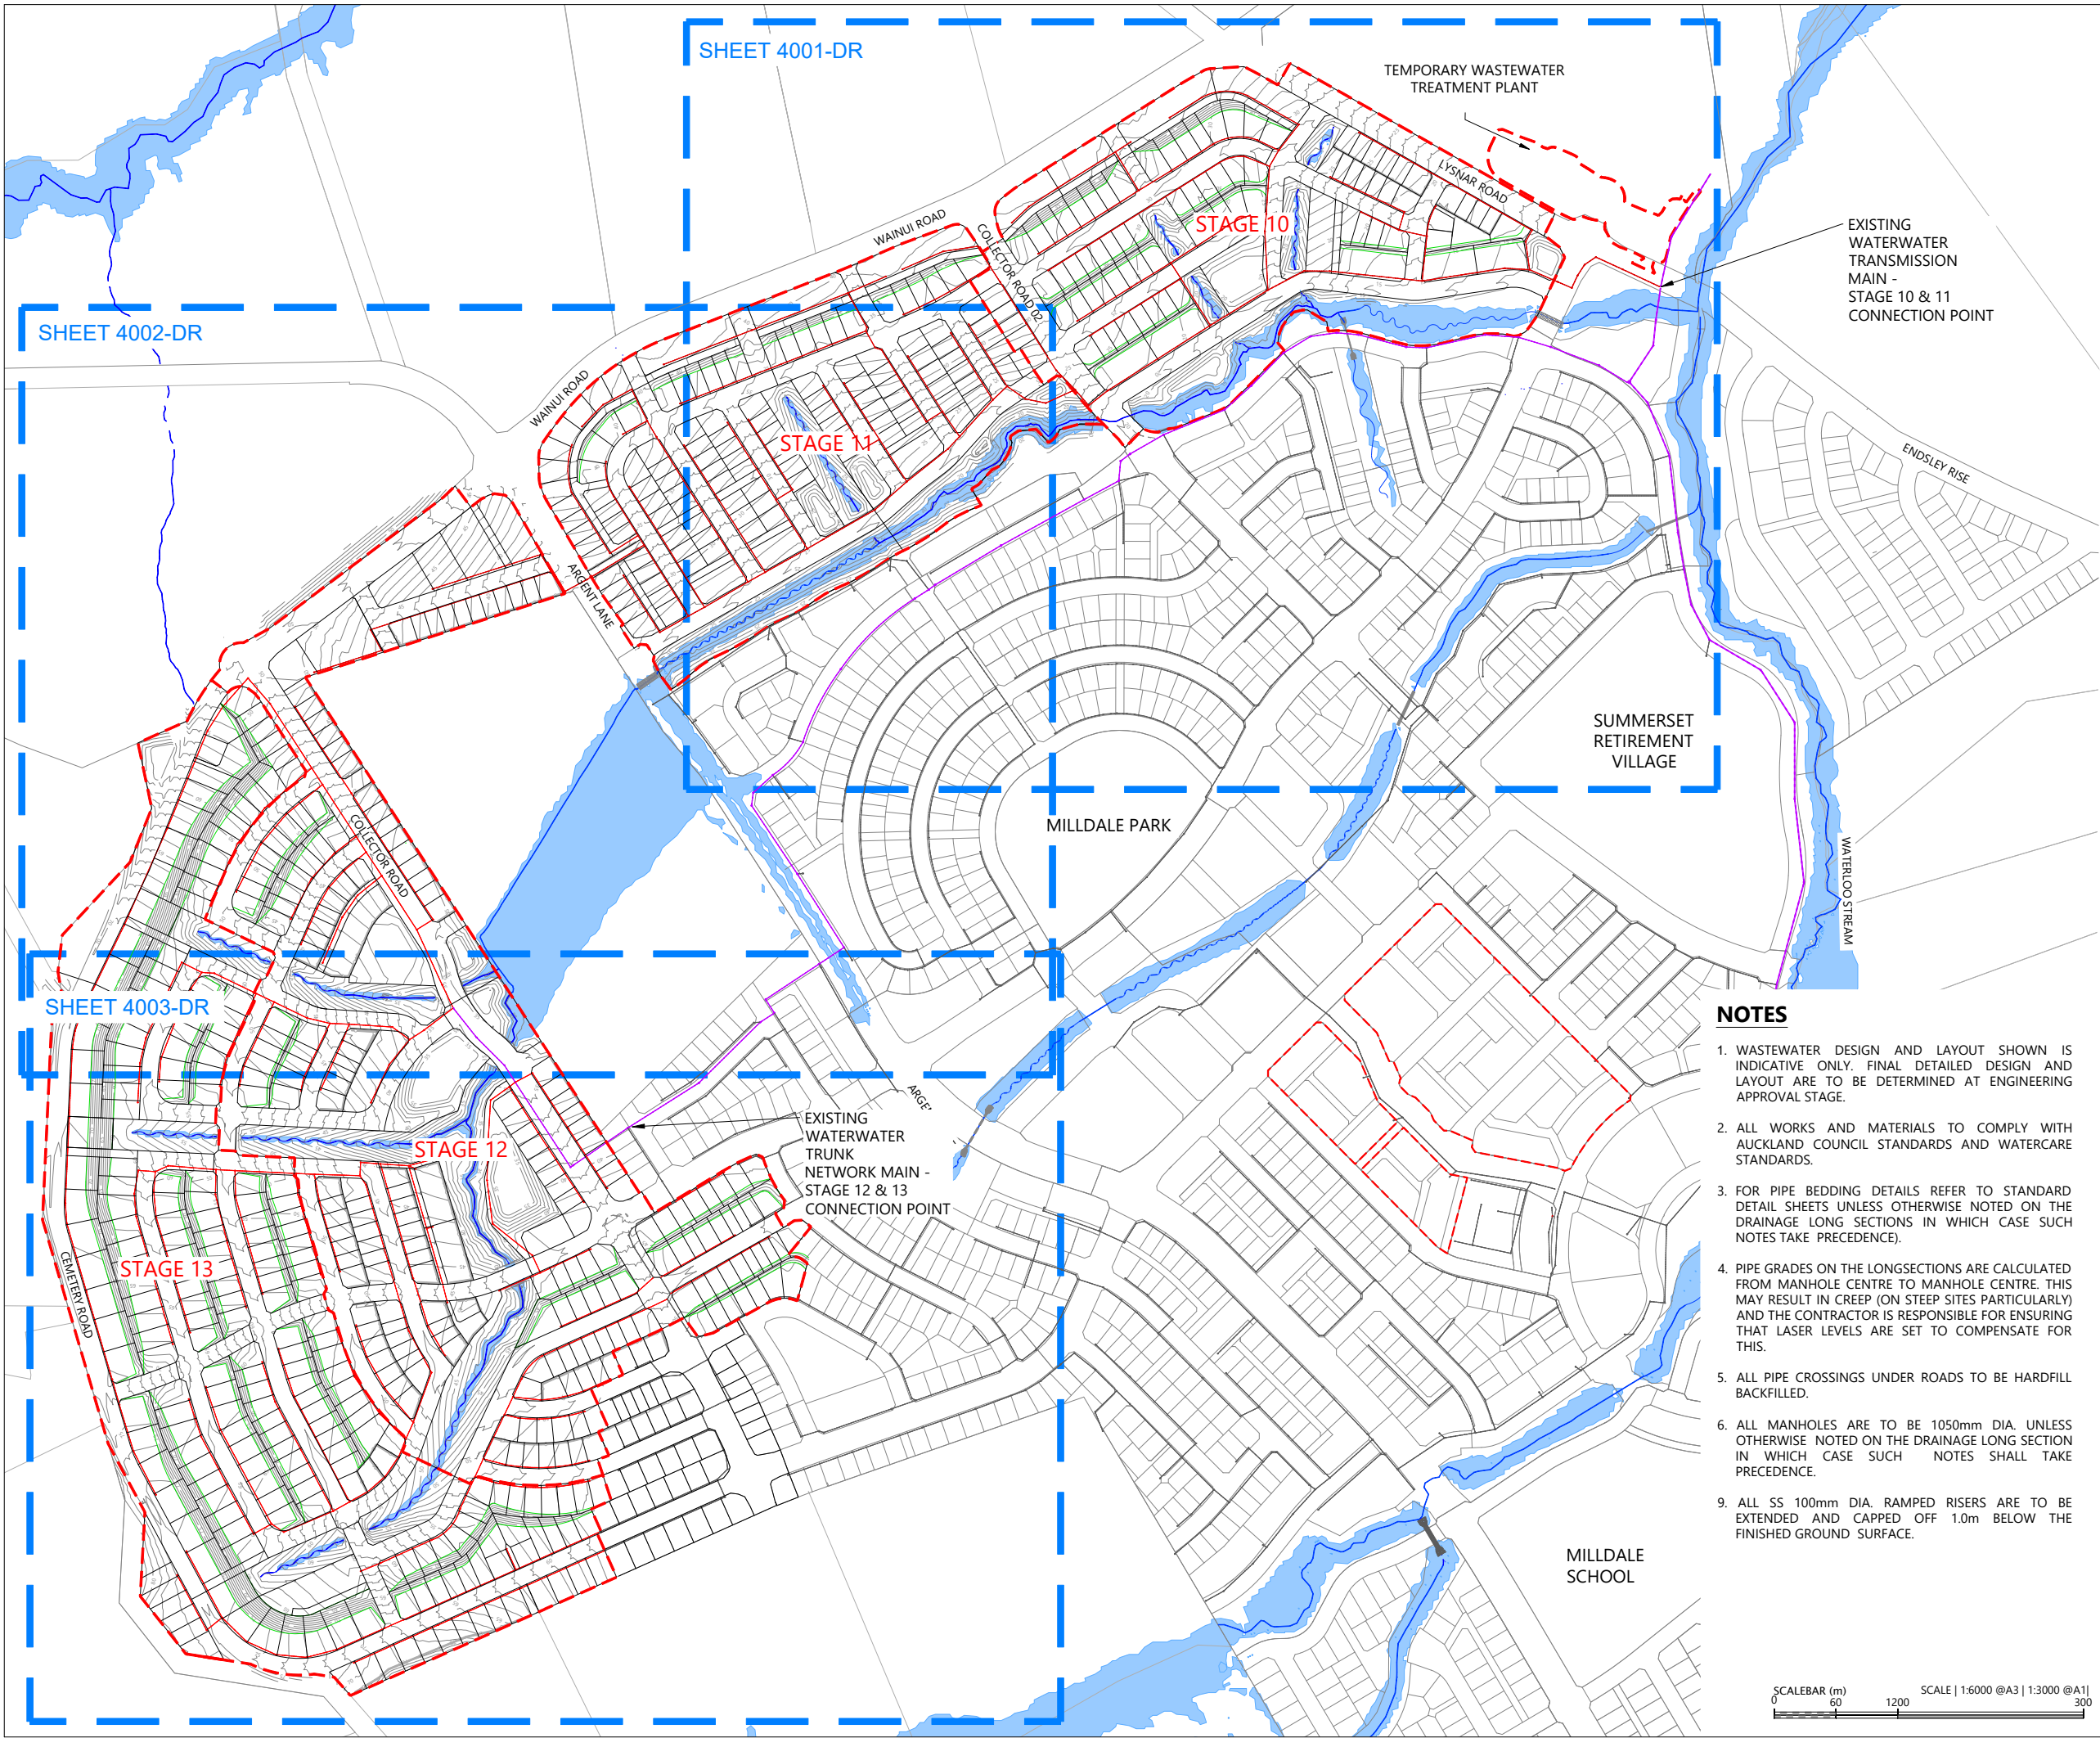 SHEET 4001-DR
TEMPORARY WASTEWATER
TREATMENT PLANT
LYSNAR ROAD
WAINUI ROAD
COLLECTOR ROAD 02
STAGE 10
EXISTING
WATERWATER
TRANSMISSION
MAIN -
STAGE 10 & 11
CONNECTION POINT
SHEET 4002-DR
WAINUI ROAD
STAGE 11
ENDSLEY RISE
ARGENT LANE
SUMMERSET
RETIREMENT
VILLAGE
MILLDALE PARK
COLLECTOR ROAD
WATERLOO STREAM
SHEET 4003-DR
ARGE
STAGE 12
EXISTING
WATERWATER
TRUNK
NETWORK MAIN -
STAGE 12 & 13
CONNECTION POINT
STAGE 13
CEMETERY ROAD
MILLDALE
SCHOOL
NOTES
1. WASTEWATER DESIGN AND LAYOUT SHOWN IS
INDICATIVE ONLY. FINAL DETAILED DESIGN AND
LAYOUT ARE TO BE DETERMINED AT ENGINEERING
APPROVAL STAGE.
2. ALL WORKS AND MATERIALS TO COMPLY WITH
AUCKLAND COUNCIL STANDARDS AND WATERCARE
STANDARDS.
3. FOR PIPE BEDDING DETAILS REFER TO STANDARD
DETAIL SHEETS UNLESS OTHERWISE NOTED ON THE
DRAINAGE LONG SECTIONS IN WHICH CASE SUCH
NOTES TAKE PRECEDENCE).
4. PIPE GRADES ON THE LONGSECTIONS ARE CALCULATED
FROM MANHOLE CENTRE TO MANHOLE CENTRE. THIS
MAY RESULT IN CREEP (ON STEEP SITES PARTICULARLY)
AND THE CONTRACTOR IS RESPONSIBLE FOR ENSURING
THAT LASER LEVELS ARE SET TO COMPENSATE FOR
THIS.
5. ALL PIPE CROSSINGS UNDER ROADS TO BE HARDFILL
BACKFILLED.
6. ALL MANHOLES ARE TO BE 1050mm DIA. UNLESS
OTHERWISE NOTED ON THE DRAINAGE LONG SECTION
IN WHICH CASE SUCH NOTES SHALL TAKE
PRECEDENCE.
9. ALL SS 100mm DIA. RAMPED RISERS ARE TO BE
EXTENDED AND CAPPED OFF 1.0m BELOW THE
FINISHED GROUND SURFACE.
SCALEBAR (m) SCALE | 1:6000 @A3 | 1:3000 @A1|
0 60 1200 300